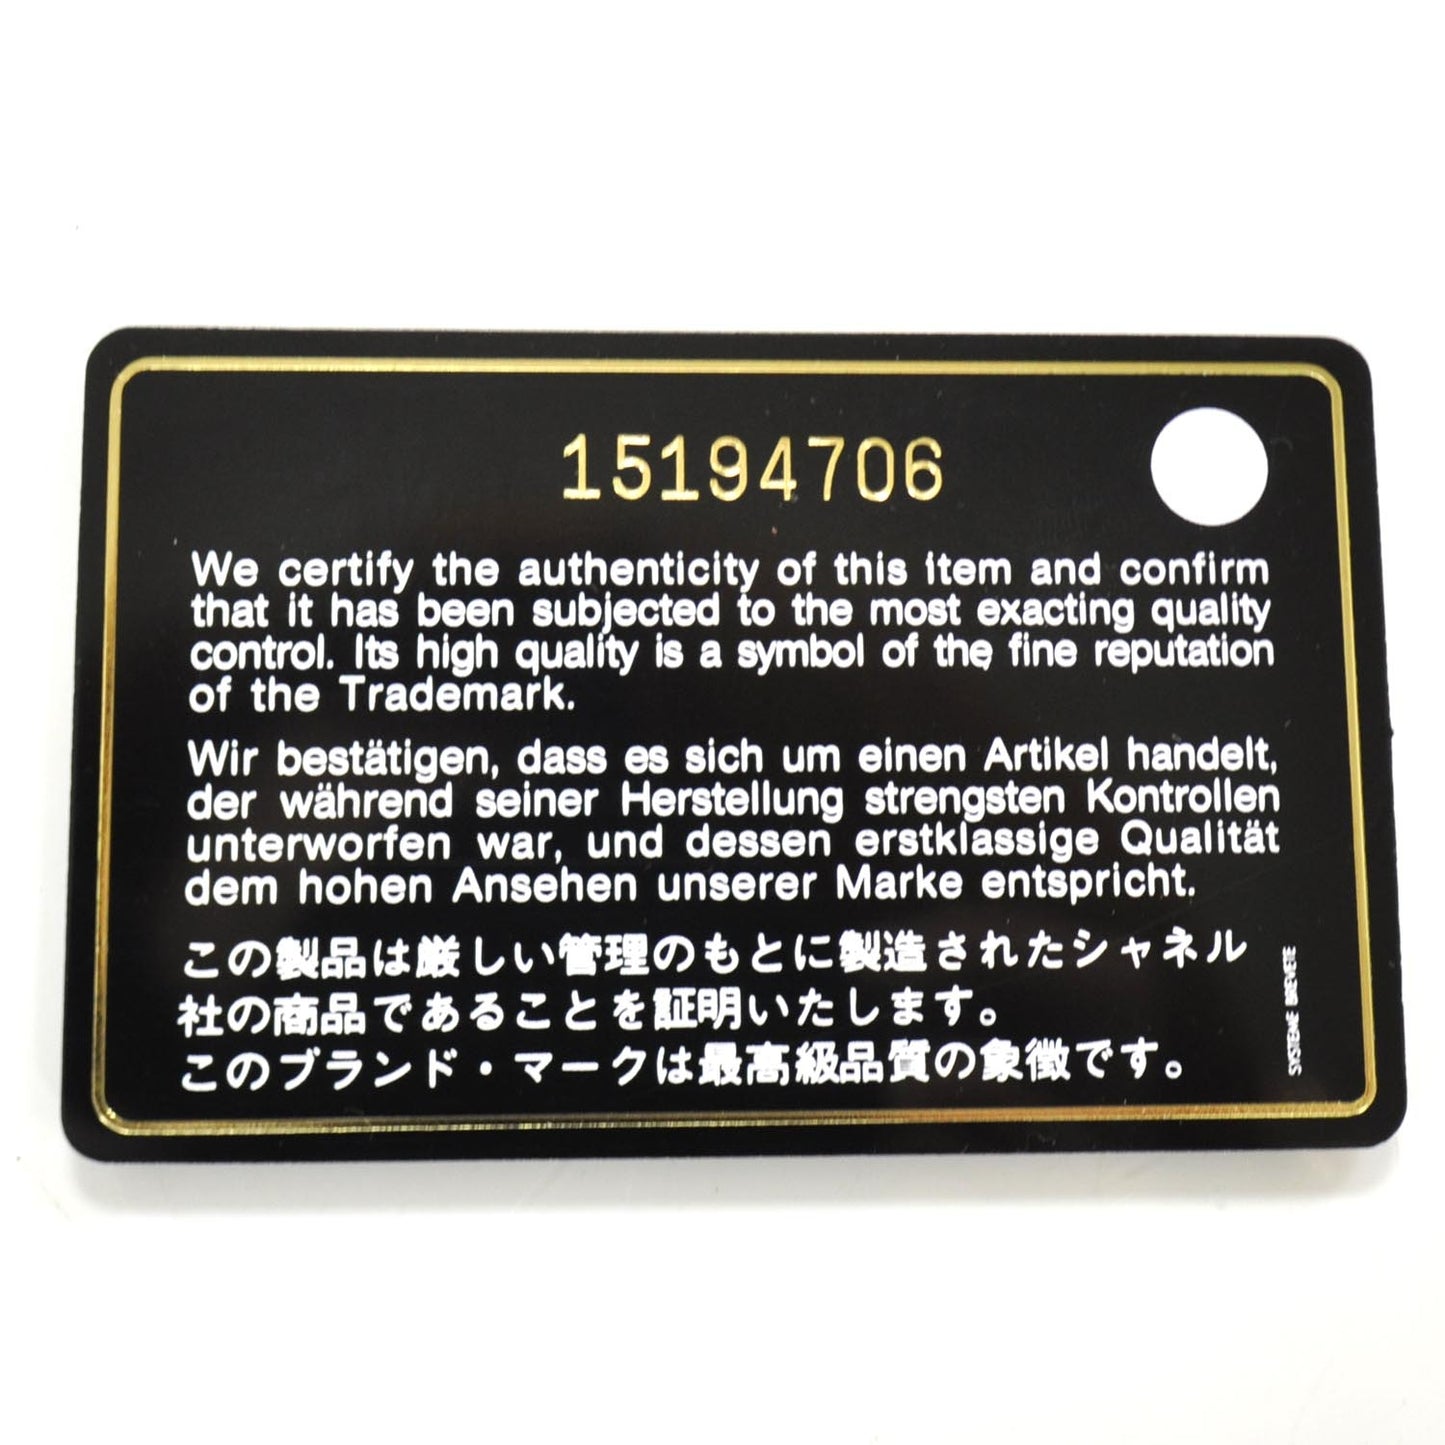 15194706
We certify the authenticity of this item and confirm
that it has been subjected to the most exacting quality
control. Its high quality is a symbol of the fine reputation
of the Trademark.
Wir bestätigen, dass es sich um einen Artikel handelt,
der während seiner Herstellung strengsten Kontrollen
unterworfen war, und dessen erstklassige Qualität
dem hohen Ansehen unserer Marke entspricht.
この製品は厳しい管理のもとに製造されたシャネル
社の商品であることを証明いたします。
このブランド・マークは最高級品質の象徴です。
SYSTEME BREVETE